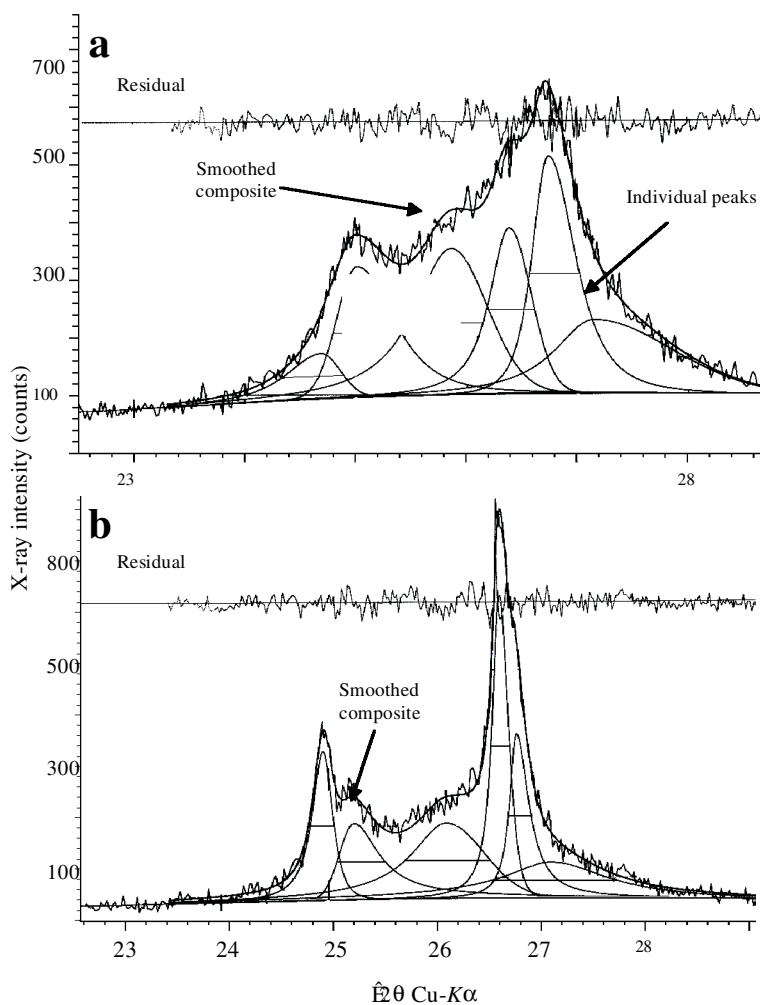 a
700
Residual
500
Smoothed
composite
Individual peaks
300
100
23
28
X-ray intensity (counts)
b
800
Residual
500
Smoothed
composite
300
100
23 24 25 26 27 28
2θ Cu-Kα